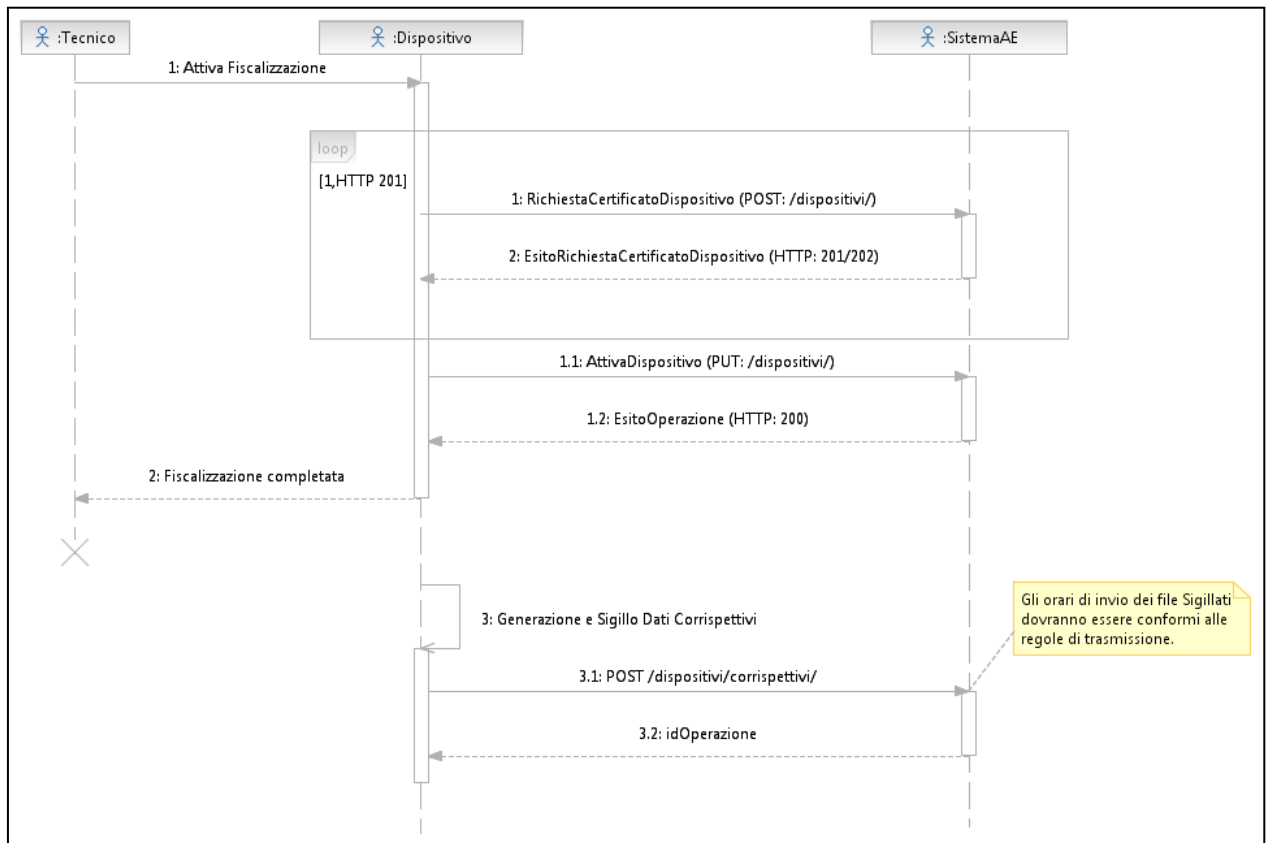 :Tecnico
:Dispositivo
:SistemaAE
1: Attiva Fiscalizzazione
loop
[1,HTTP 201]
1: RichiestaCertificatoDispositivo (POST: /dispositivi/)
2: EsitoRichiestaCertificatoDispositivo (HTTP: 201/202)
1.1: AttivaDispositivo (PUT: /dispositivi/)
1.2: EsitoOperazione (HTTP: 200)
2: Fiscalizzazione completata
3: Generazione e Sigillo Dati Corrispettivi
Gli orari di invio dei file Sigillati
dovranno essere conformi alle
regole di trasmissione.
3.1: POST /dispositivi/corrispettivi/
3.2: idOperazione